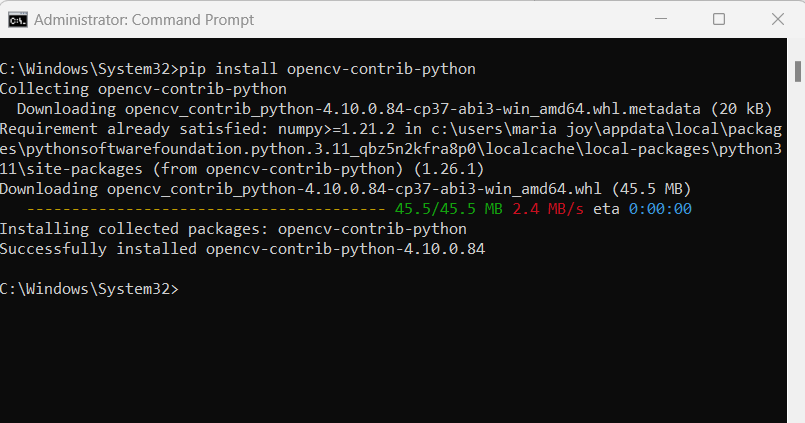 Administrator: Command Prompt
C:\Windows\System32>pip install opencv-contrib-python
Collecting opencv-contrib-python
  Downloading opencv_contrib_python-4.10.0.84-cp37-abi3-win_amd64.whl.metadata (20 kB)
Requirement already satisfied: numpy>=1.21.2 in c:\users\maria joy\appdata\local\packag
es\pythonsoftwarefoundation.python.3.11_qbz5n2kfra8p0\localcache\local-packages\python3
11\site-packages (from opencv-contrib-python) (1.26.1)
Downloading opencv_contrib_python-4.10.0.84-cp37-abi3-win_amd64.whl (45.5 MB)
   ---------------------------------------- 45.5/45.5 MB 2.4 MB/s eta 0:00:00
Installing collected packages: opencv-contrib-python
Successfully installed opencv-contrib-python-4.10.0.84
C:\Windows\System32>